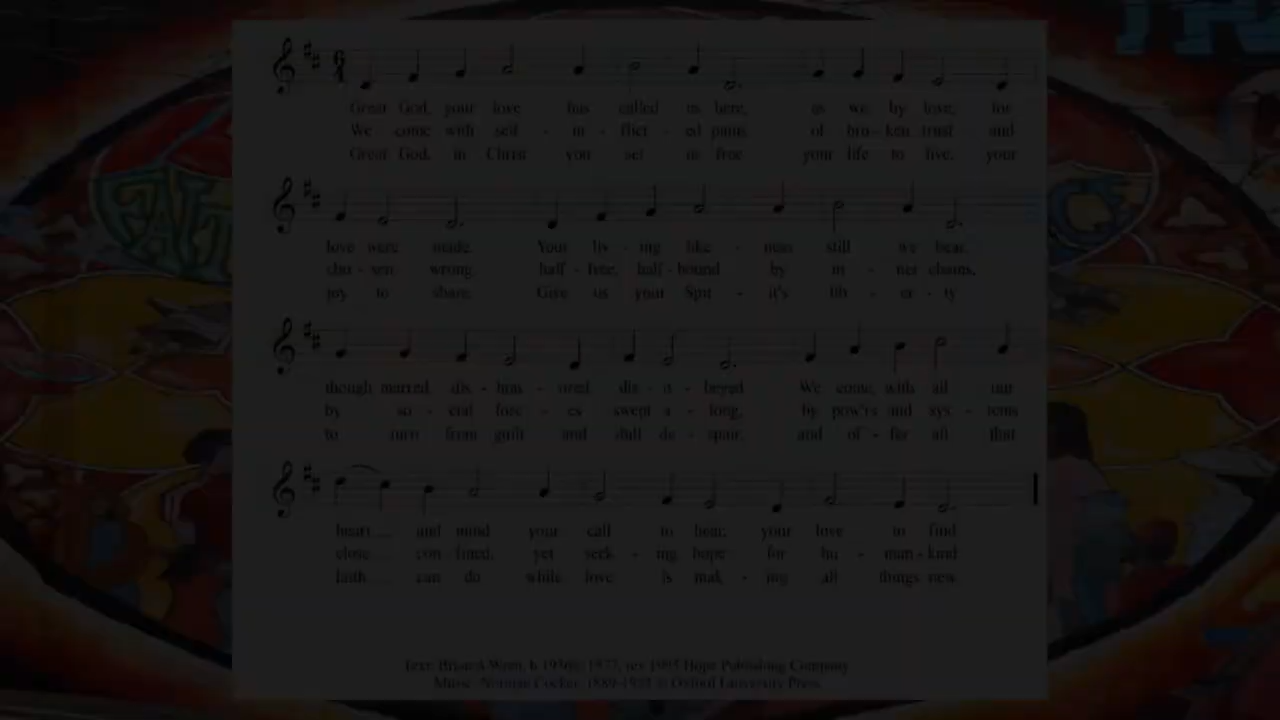 Great God, your love has called us here, as we by love, for
We come with self - in - flict - ed pains of bro - ken trust and
Great God, in Christ you set us free your life to live, your
love were made. Your liv - ing like - ness still we bear,
cho - sen wrong, half - free, half - bound by in - ner chains,
joy to share. Give us your Spir - it's lib - er - ty
though marred, dis - hon - ored, dis - o - beyed. We come, with all our
by so - cial forc - es swept a - long, by pow'rs and sys - tems
to turn from guilt and dull de - spair, and of - fer all that
heart and mind your call to hear, your love to find
close con - fined, yet seek - ing hope for hu - man - kind
faith can do while love is mak - ing all things new.
Text: Brian A Wren, b. 1936© 1977, rev 1995 Hope Publishing Company
Music: Norman Cocker, 1889-1953 © Oxford University Press
FAIT